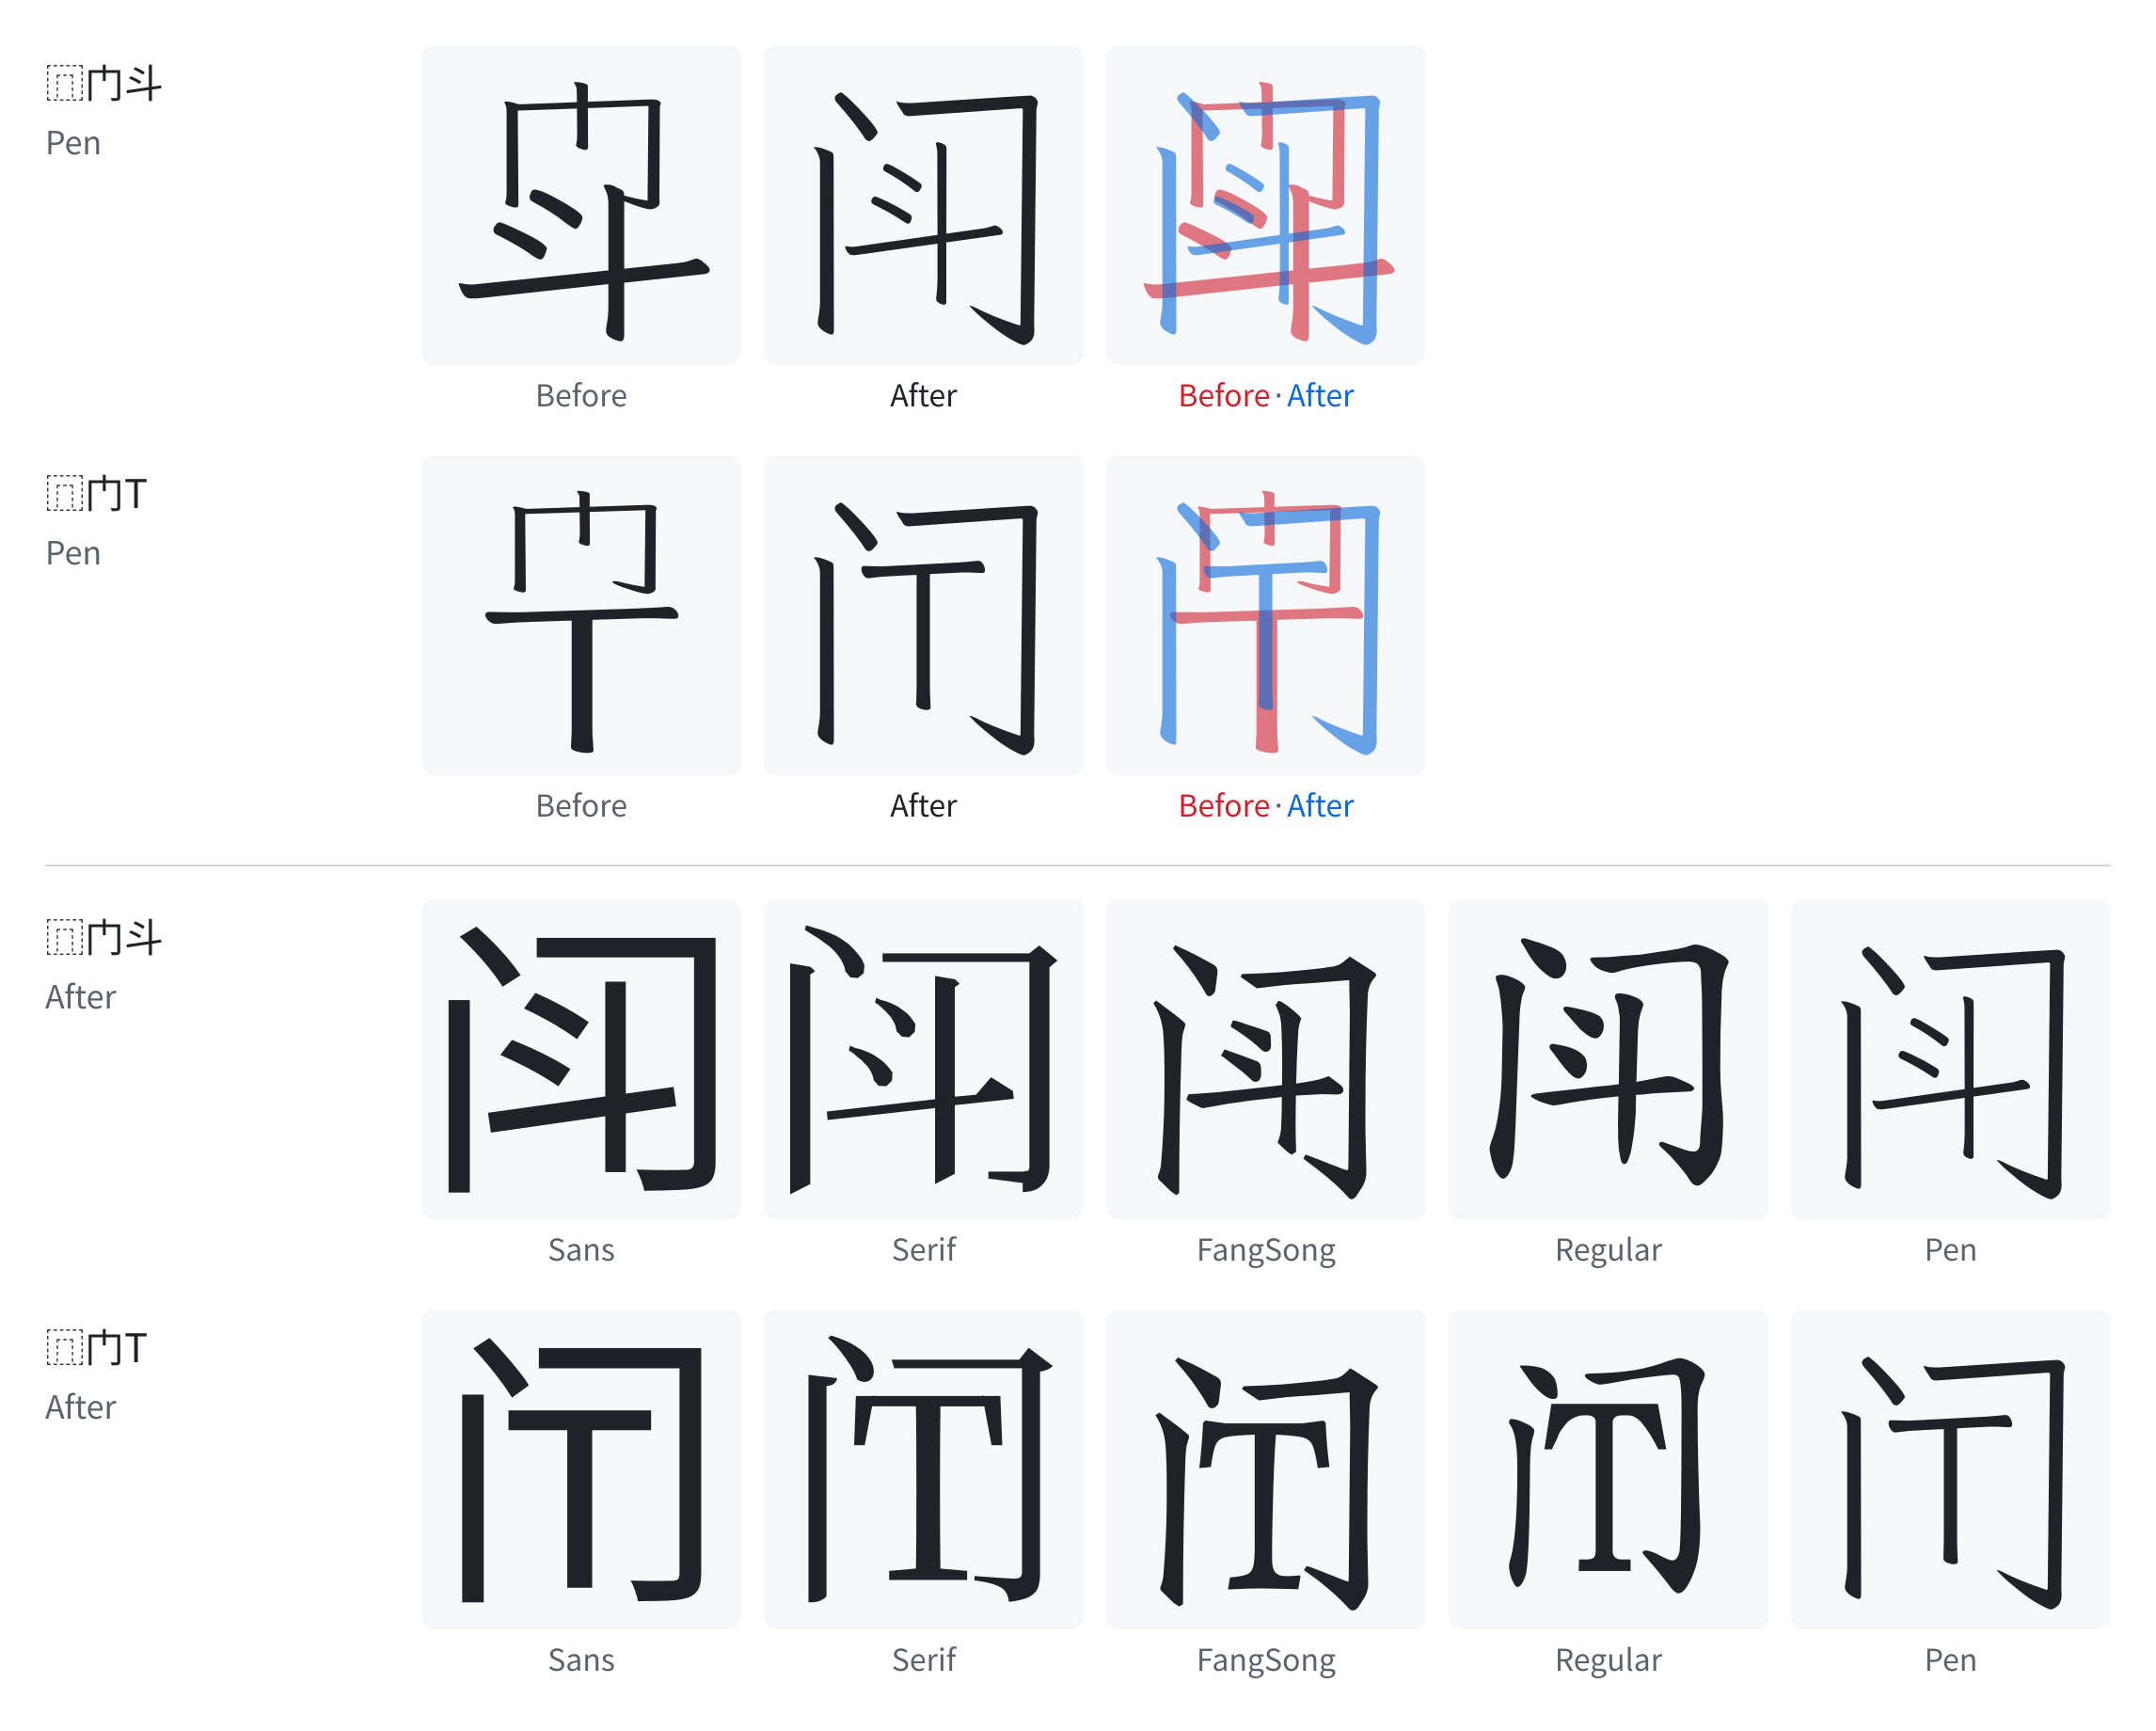 ⿵门斗
Pen
Before
After
Before · After
⿵门T
Pen
Before
After
Before · After
⿵门斗
After
Sans
Serif
FangSong
Regular
Pen
⿵门T
After
Sans
Serif
FangSong
Regular
Pen